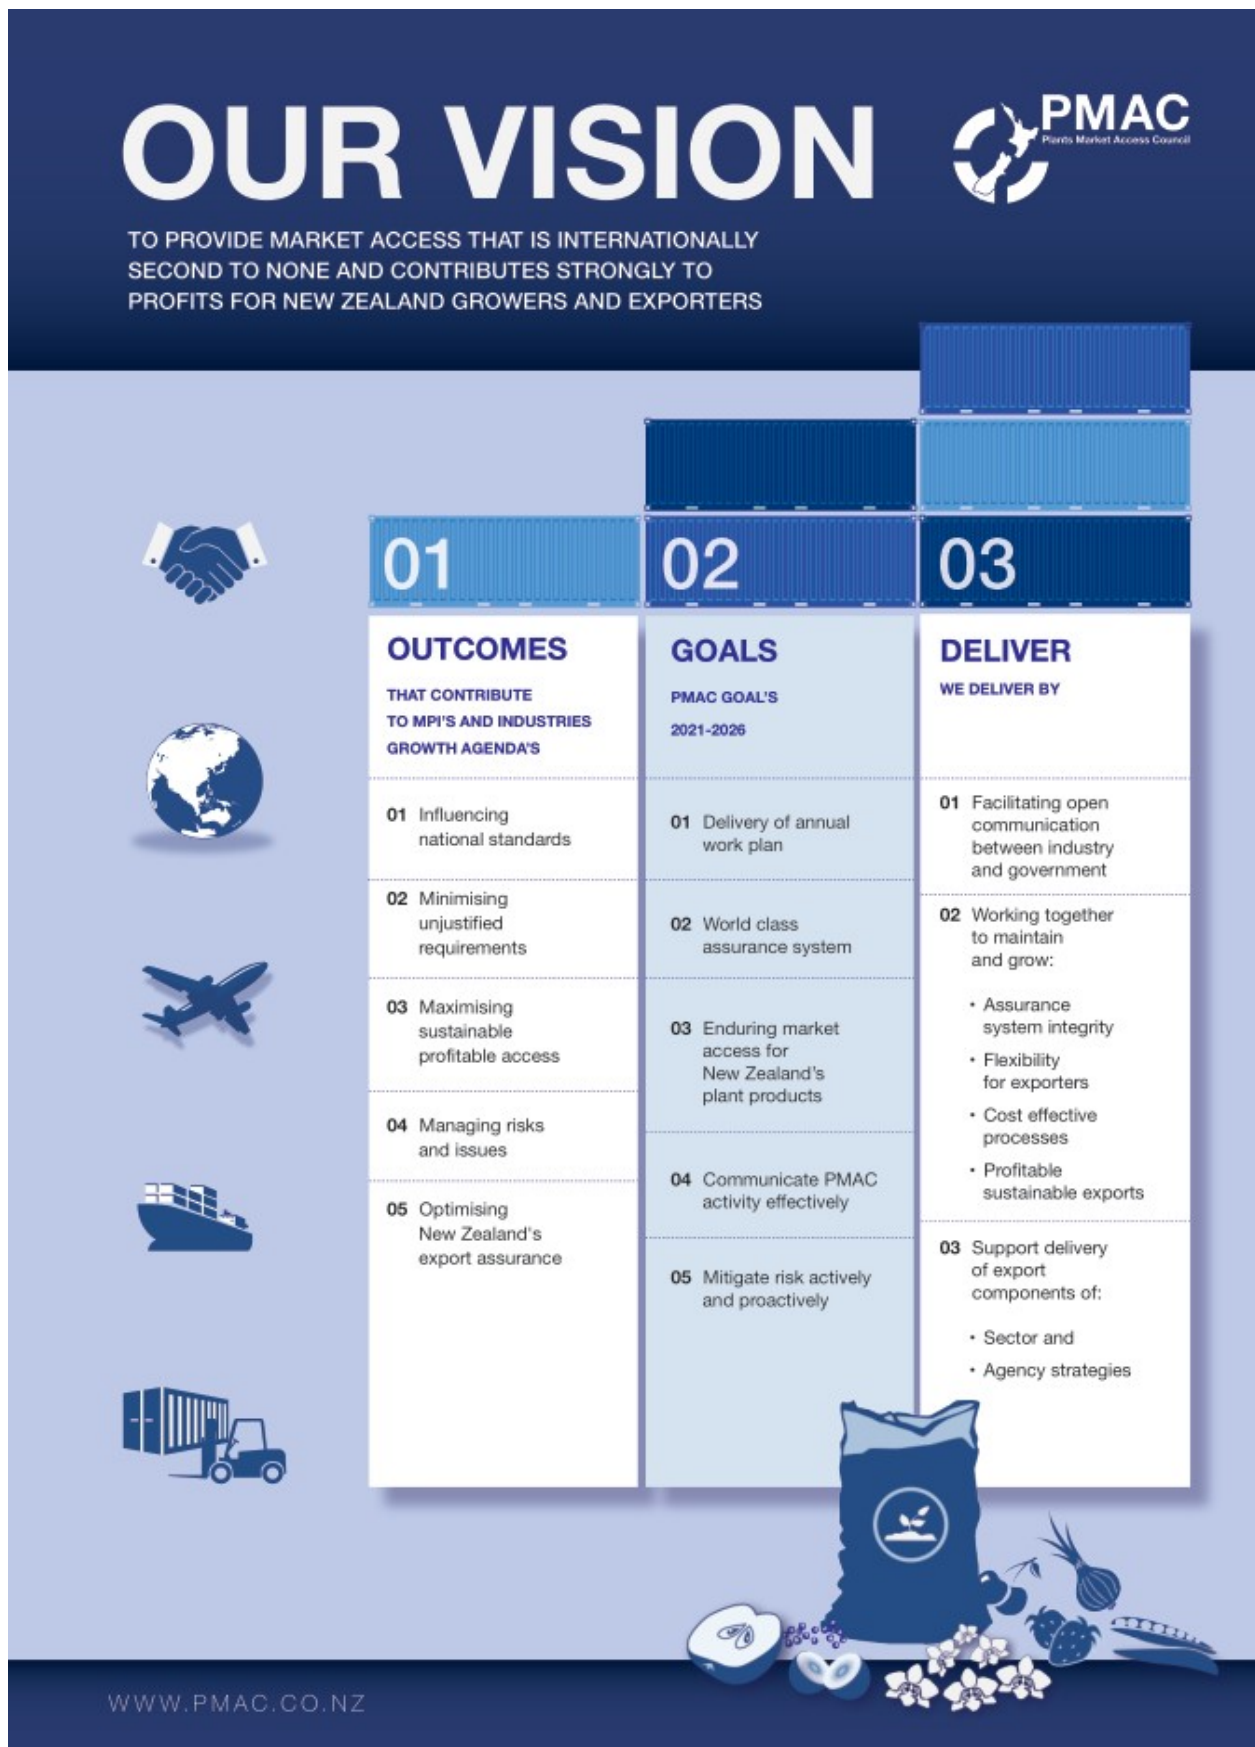 OUR VISION
PMAC
Plants Market Access Council
TO PROVIDE MARKET ACCESS THAT IS INTERNATIONALLY
SECOND TO NONE AND CONTRIBUTES STRONGLY TO
PROFITS FOR NEW ZEALAND GROWERS AND EXPORTERS
01
OUTCOMES
THAT CONTRIBUTE
TO MPI'S AND INDUSTRIES
GROWTH AGENDA'S
01 Influencing
national standards
02 Minimising
unjustified
requirements
03 Maximising
sustainable
profitable access
04 Managing risks
and issues
05 Optimising
New Zealand's
export assurance
02
GOALS
PMAC GOAL'S
2021-2026
01 Delivery of annual
work plan
02 World class
assurance system
03 Enduring market
access for
New Zealand's
plant products
04 Communicate PMAC
activity effectively
05 Mitigate risk actively
and proactively
03
DELIVER
WE DELIVER BY
01 Facilitating open
communication
between industry
and government
02 Working together
to maintain
and grow:
• Assurance
system integrity
• Flexibility
for exporters
• Cost effective
processes
• Profitable
sustainable exports
03 Support delivery
of export
components of:
• Sector and
• Agency strategies
WWW.PMAC.CO.NZ